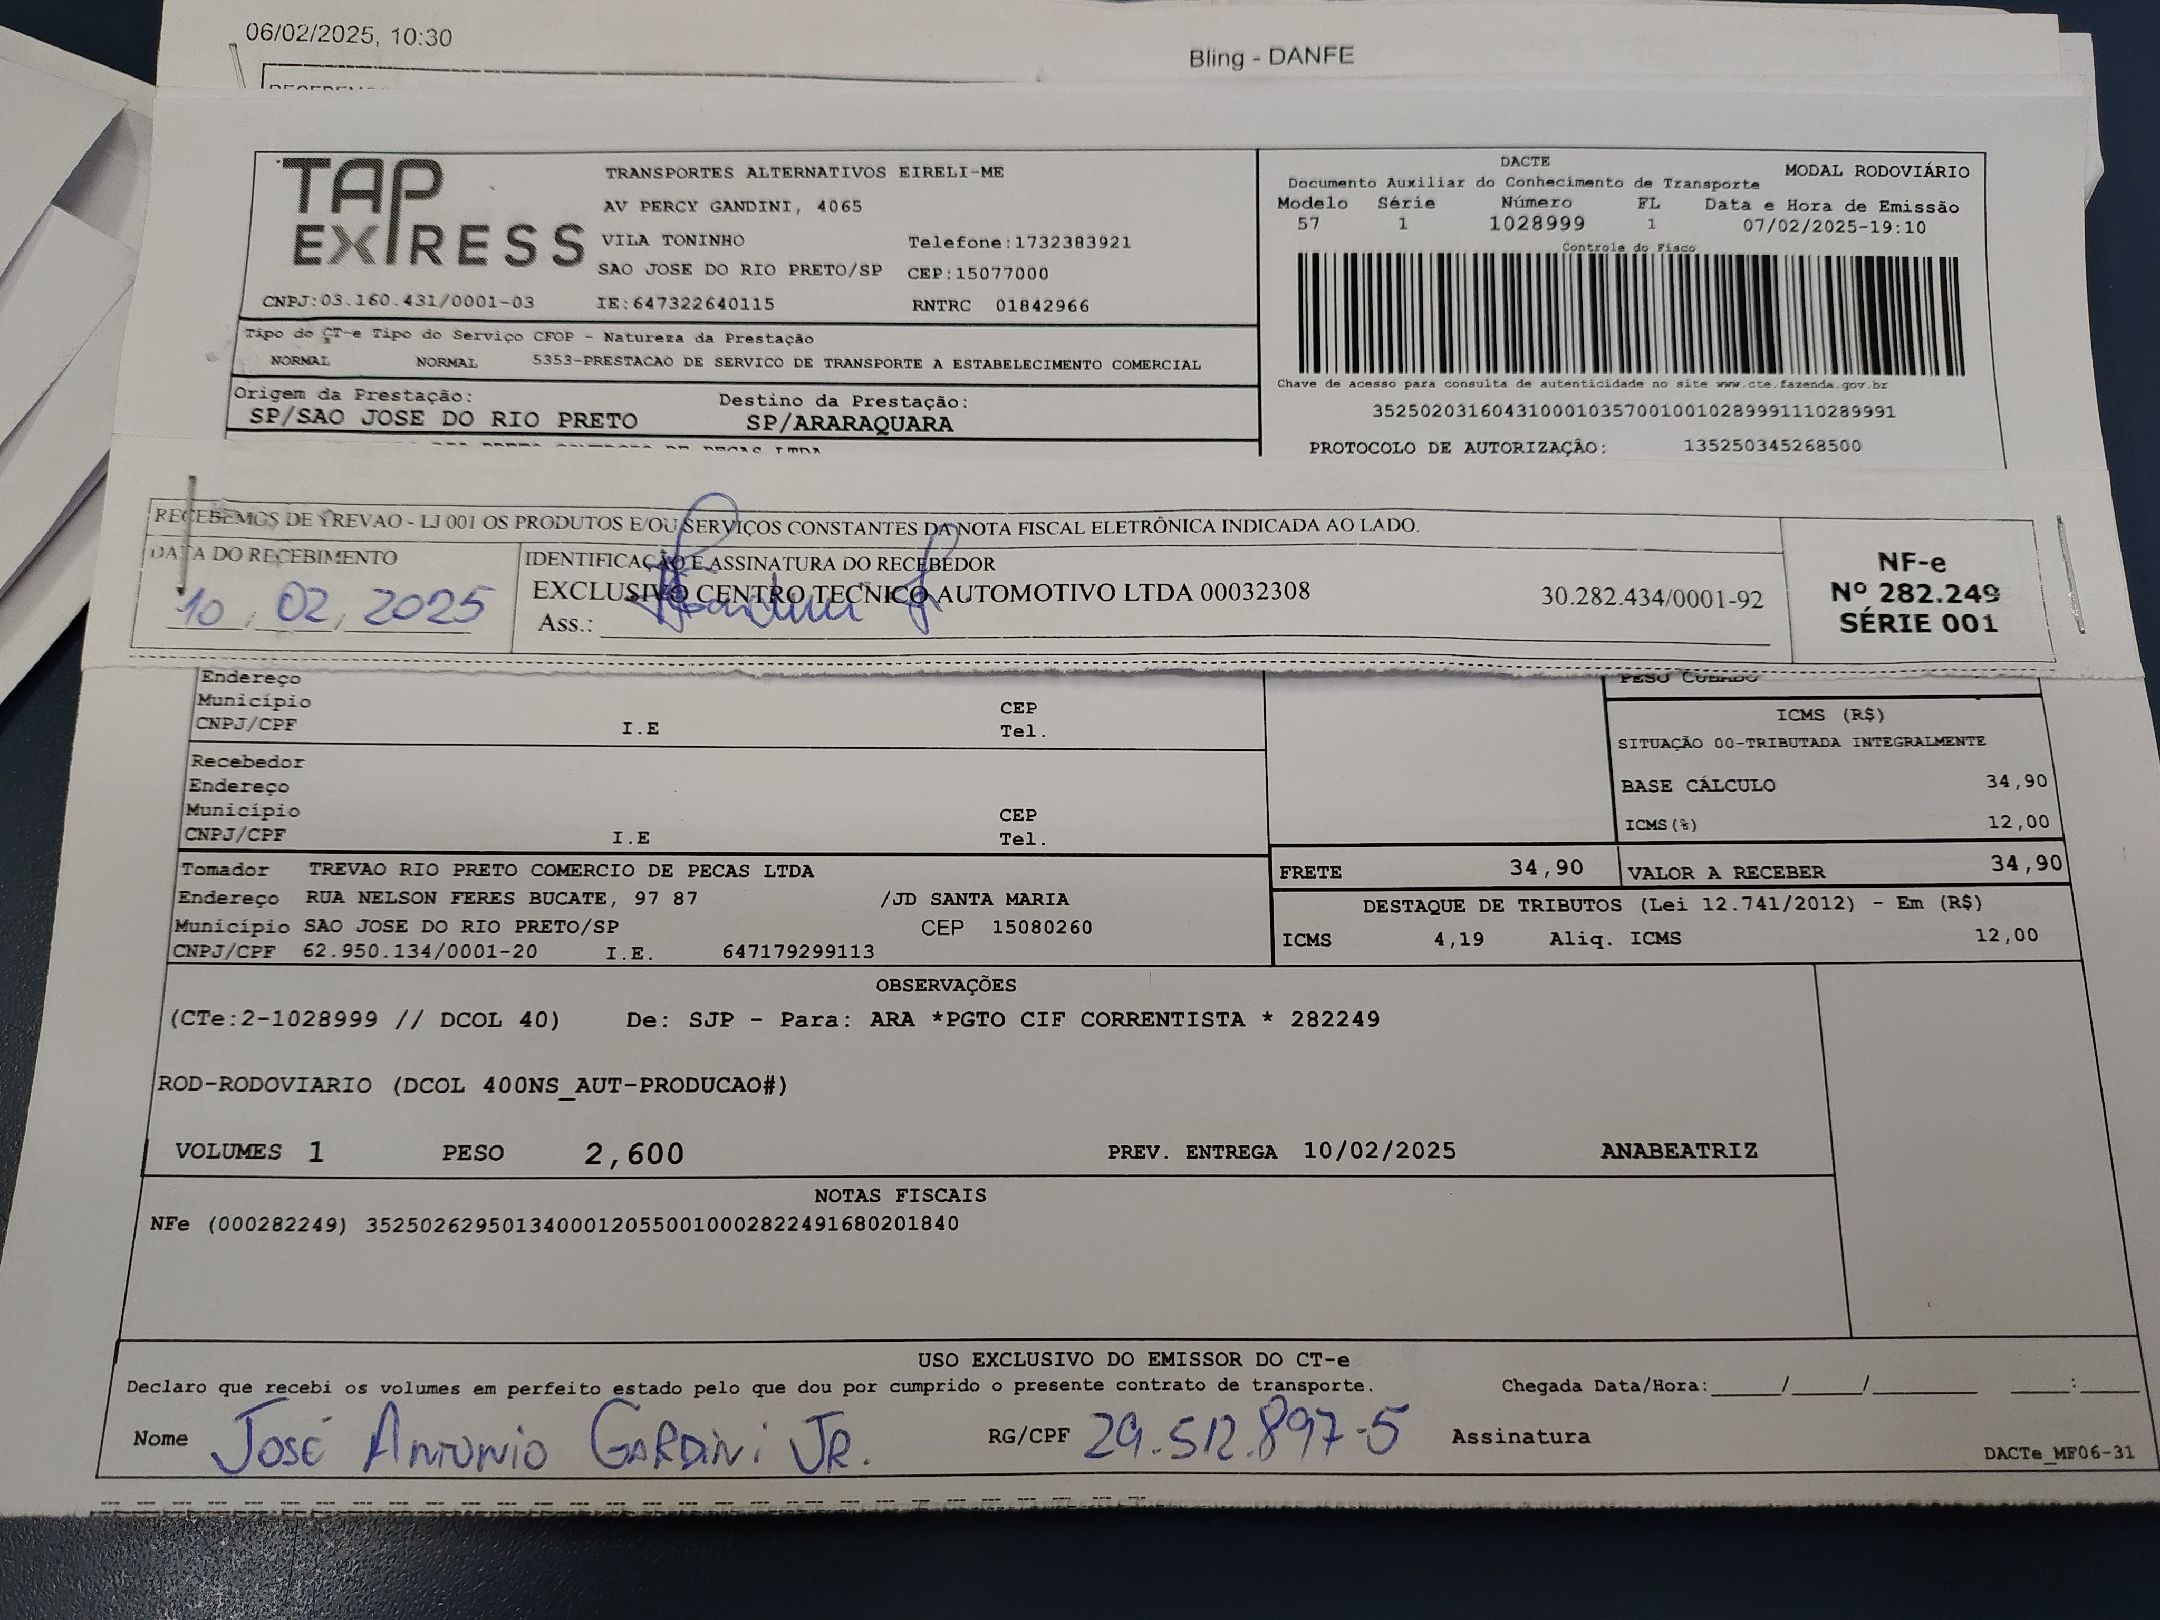 06/02/2025, 10:30
Bling - DANFE
TAP EXPRESS
TRANSPORTES ALTERNATIVOS EIRELI-ME
AV PERCY GANDINI, 4065
VILA TONINHO Telefone:1732383921
SAO JOSE DO RIO PRETO/SP CEP:15077000
CNPJ:03.160.431/0001-03 IE:647322640115 RNTRC 01842966
DACTE MODAL RODOVIÁRIO
Documento Auxiliar do Conhecimento de Transporte
Modelo Série Número FL Data e Hora de Emissão
57 1 1028999 1 07/02/2025-19:10
Controle do Fisco
Tipo do CT-e Tipo do Serviço CFOP - Natureza da Prestação
NORMAL NORMAL 5353-PRESTACAO DE SERVICO DE TRANSPORTE A ESTABELECIMENTO COMERCIAL
Chave de acesso para consulta de autenticidade no site www.cte.fazenda.gov.br
35250203160431000103570010010289991110289991
Origem da Prestação: Destino da Prestação:
SP/SAO JOSE DO RIO PRETO SP/ARARAQUARA
PROTOCOLO DE AUTORIZAÇÃO: 135250345268500
RECEBEMOS DE TREVAO - LJ 001 OS PRODUTOS E/OU SERVIÇOS CONSTANTES DA NOTA FISCAL ELETRÔNICA INDICADA AO LADO.
DATA DO RECEBIMENTO IDENTIFICAÇÃO E ASSINATURA DO RECEBEDOR
10, 02, 2025
EXCLUSIVO CENTRO TECNICO AUTOMOTIVO LTDA 00032308 30.282.434/0001-92
Ass.:
NF-e
Nº 282.249
SÉRIE 001
Endereço
Município CEP
CNPJ/CPF I.E Tel.
Recebedor
Endereço
Município CEP
CNPJ/CPF I.E Tel.
PESO CUBADO
ICMS (R$)
SITUAÇÃO 00-TRIBUTADA INTEGRALMENTE
BASE CÁLCULO 34,90
ICMS(%) 12,00
Tomador TREVAO RIO PRETO COMERCIO DE PECAS LTDA
Endereço RUA NELSON FERES BUCATE, 97 87 /JD SANTA MARIA
Município SAO JOSE DO RIO PRETO/SP CEP 15080260
CNPJ/CPF 62.950.134/0001-20 I.E. 647179299113
FRETE 34,90 VALOR A RECEBER 34,90
DESTAQUE DE TRIBUTOS (Lei 12.741/2012) - Em (R$)
ICMS 4,19 Aliq. ICMS 12,00
OBSERVAÇÕES
(CTe:2-1028999 // DCOL 40) De: SJP - Para: ARA *PGTO CIF CORRENTISTA * 282249
ROD-RODOVIARIO (DCOL 400NS_AUT-PRODUCAO#)
VOLUMES 1 PESO 2,600 PREV. ENTREGA 10/02/2025 ANABEATRIZ
NOTAS FISCAIS
NFe (000282249) 35250262950134000120550010002822491680201840
USO EXCLUSIVO DO EMISSOR DO CT-e
Declaro que recebi os volumes em perfeito estado pelo que dou por cumprido o presente contrato de transporte. Chegada Data/Hora:_____/_____/________ ____:____
Nome José Antonio Gardini Jr. RG/CPF 29.512.897-5 Assinatura
DACTe_MF06-31